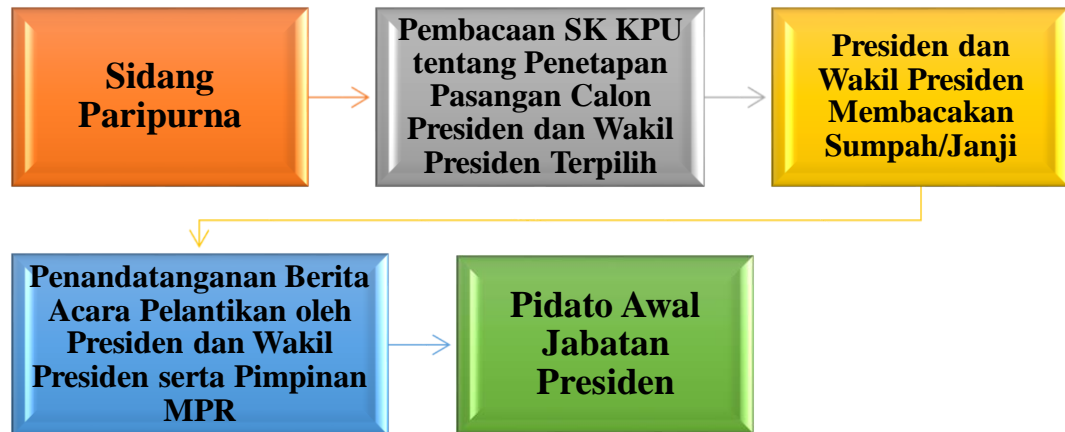 Sidang
Paripurna
Pembacaan SK KPU
tentang Penetapan
Pasangan Calon
Presiden dan Wakil
Presiden Terpilih
Presiden dan
Wakil Presiden
Membacakan
Sumpah/Janji
Penandatanganan Berita
Acara Pelantikan oleh
Presiden dan Wakil
Presiden serta Pimpinan
MPR
Pidato Awal
Jabatan
Presiden